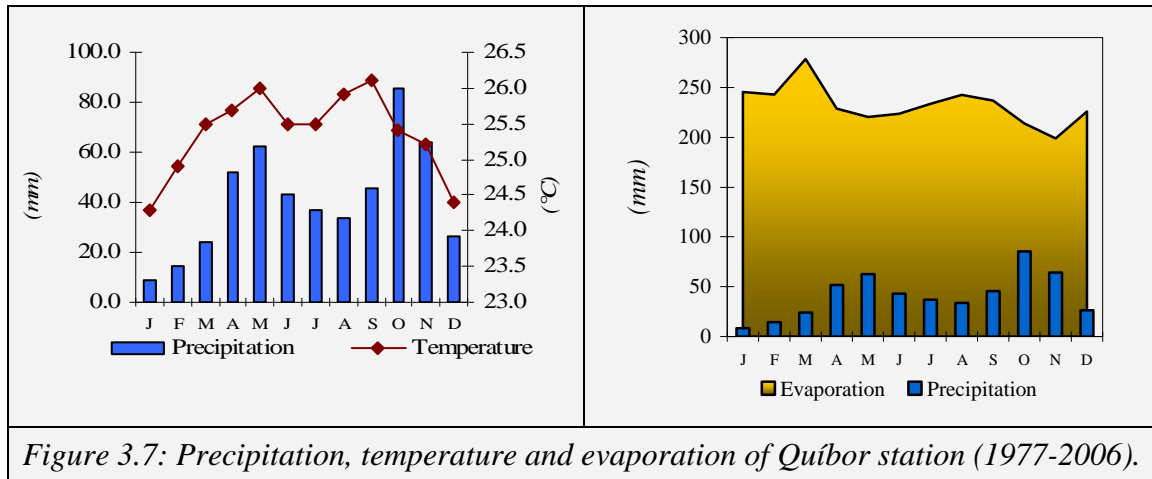 100.0
80.0
60.0
40.0
20.0
0.0
(mm)
26.5
26.0
25.5
25.0
24.5
24.0
23.5
23.0
(°C)
J F M A M J J A S O N D
Precipitation Temperature
300
250
200
150
100
50
0
(mm)
J F M A M J J A S O N D
Evaporation Precipitation
Figure 3.7: Precipitation, temperature and evaporation of Quíbor station (1977-2006).